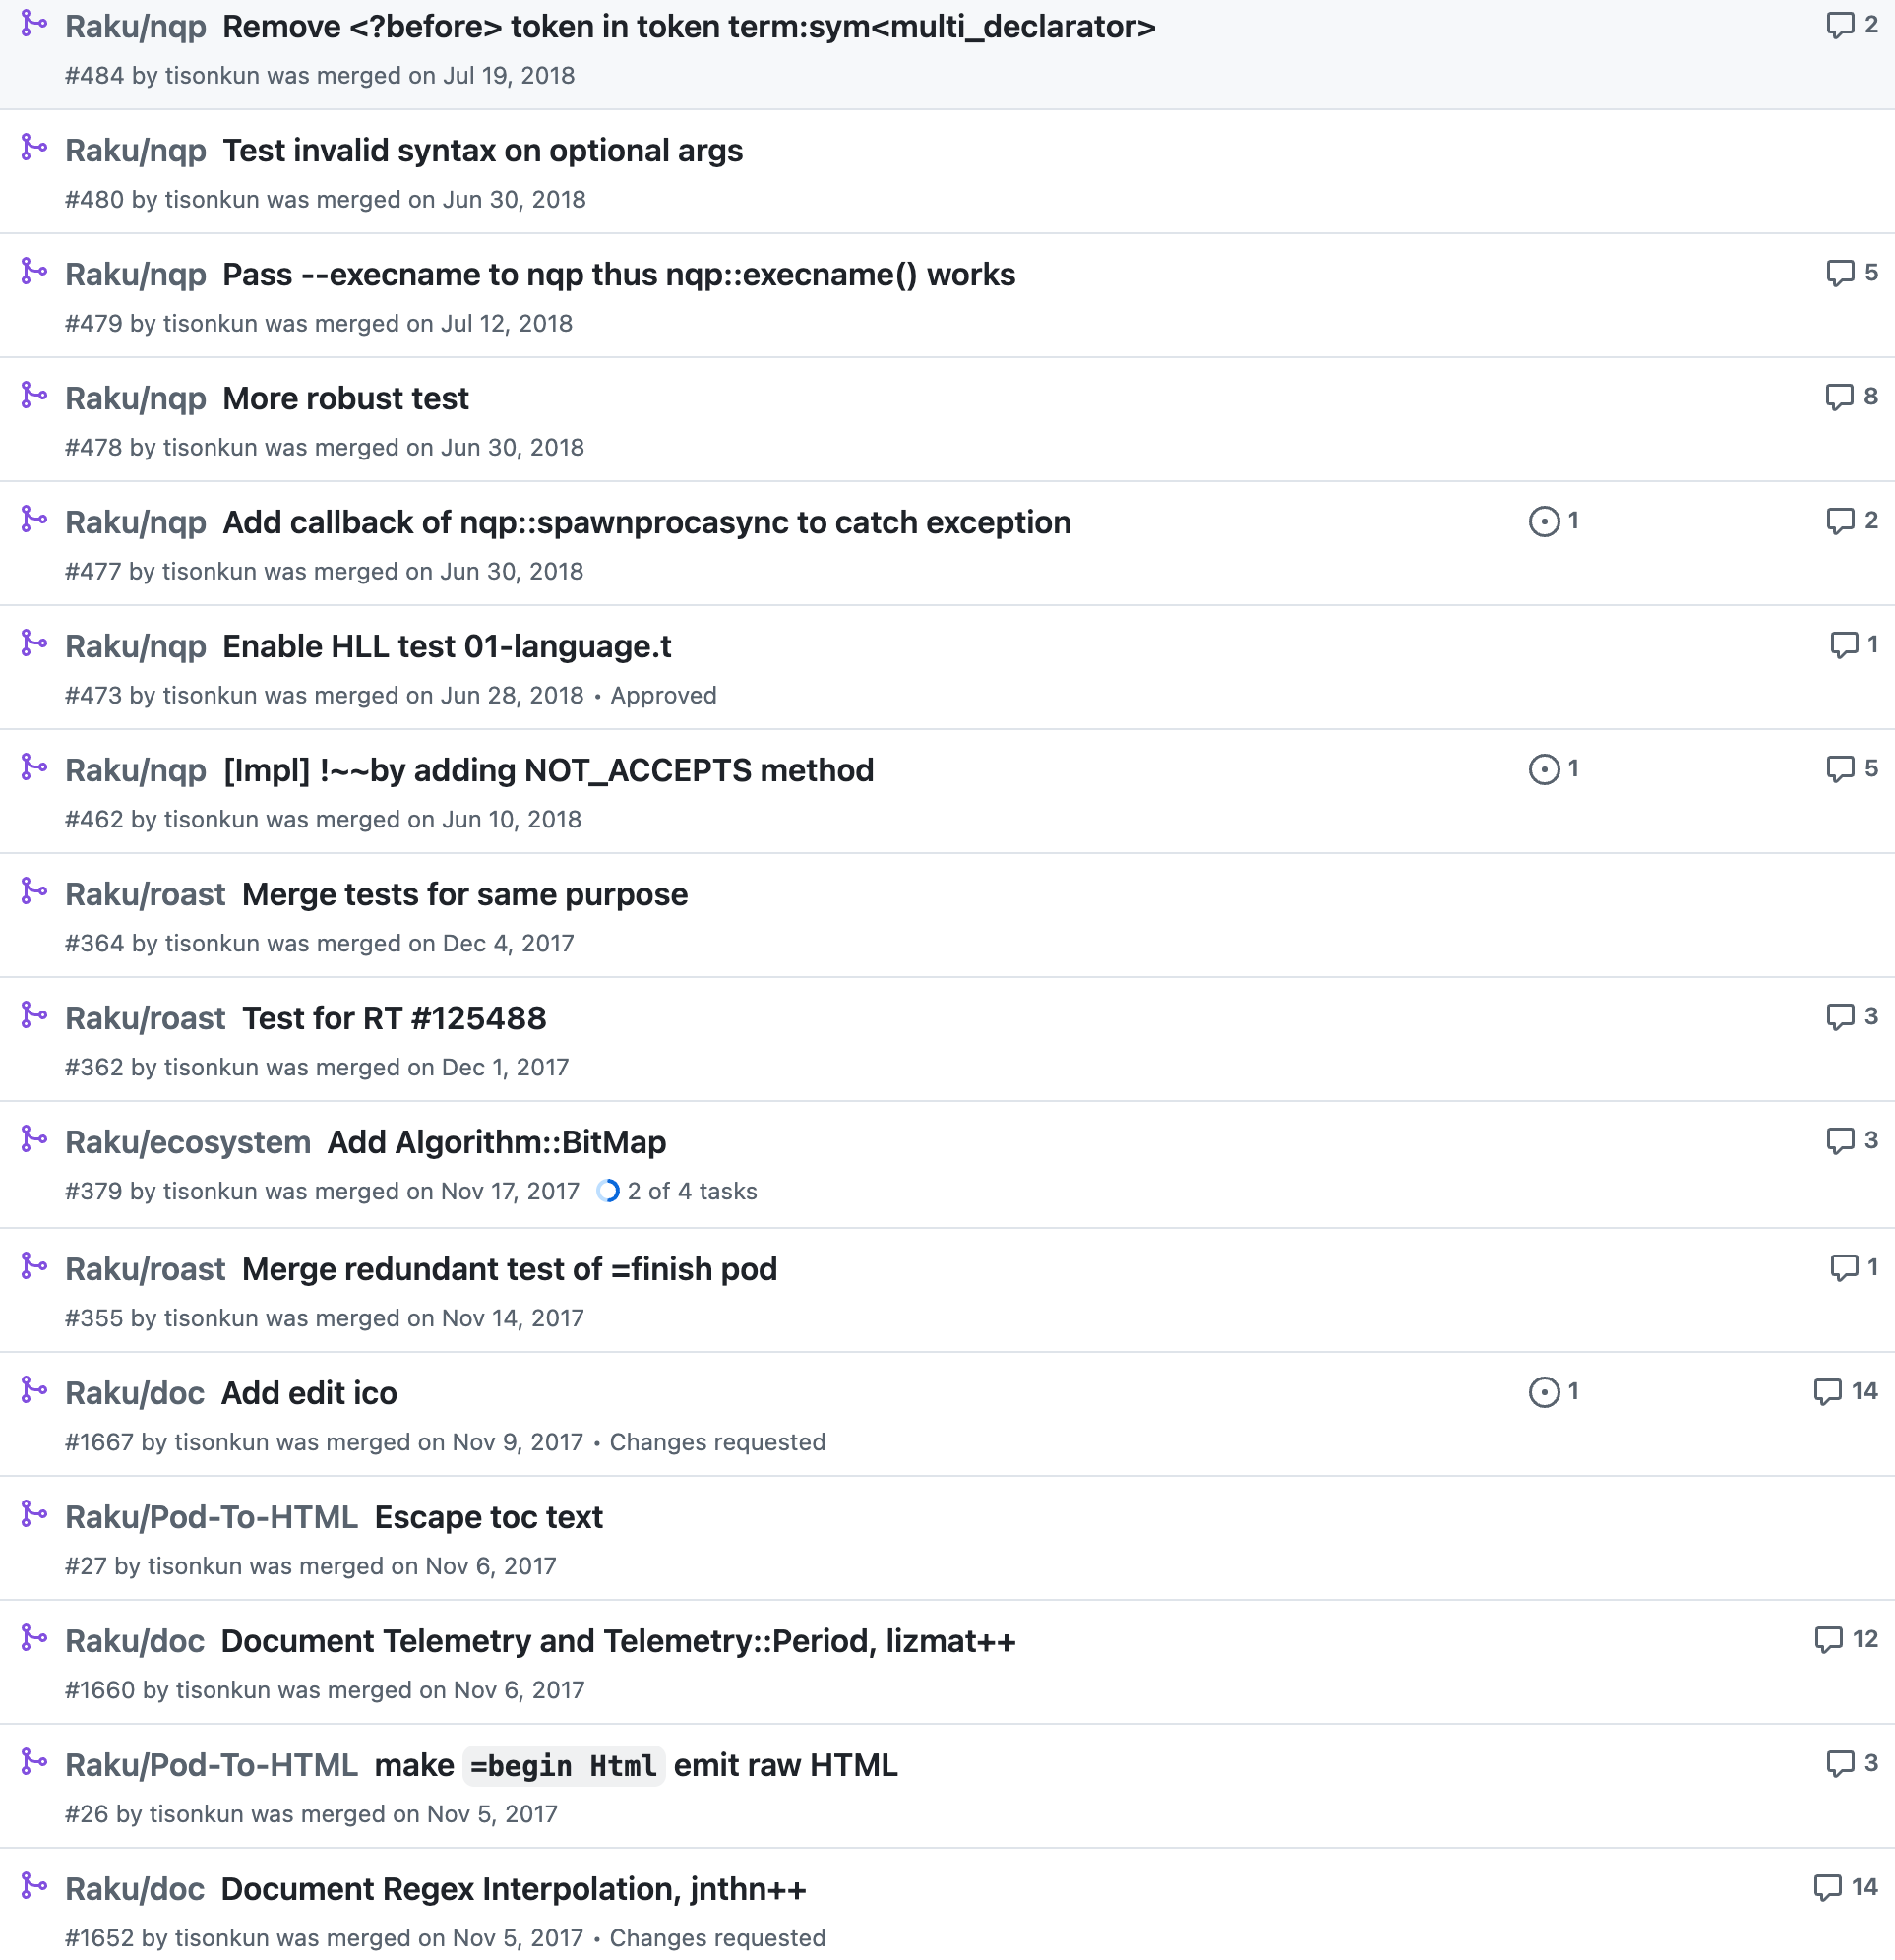 Raku/nqp Remove <?before> token in token term:sym<multi_declarator> 2
#484 by tisonkun was merged on Jul 19, 2018
Raku/nqp Test invalid syntax on optional args
#480 by tisonkun was merged on Jun 30, 2018
Raku/nqp Pass --execname to nqp thus nqp::execname() works 5
#479 by tisonkun was merged on Jul 12, 2018
Raku/nqp More robust test 8
#478 by tisonkun was merged on Jun 30, 2018
Raku/nqp Add callback of nqp::spawnprocasync to catch exception 1 2
#477 by tisonkun was merged on Jun 30, 2018
Raku/nqp Enable HLL test 01-language.t 1
#473 by tisonkun was merged on Jun 28, 2018 • Approved
Raku/nqp [Impl] !~~by adding NOT_ACCEPTS method 1 5
#462 by tisonkun was merged on Jun 10, 2018
Raku/roast Merge tests for same purpose
#364 by tisonkun was merged on Dec 4, 2017
Raku/roast Test for RT #125488 3
#362 by tisonkun was merged on Dec 1, 2017
Raku/ecosystem Add Algorithm::BitMap 3
#379 by tisonkun was merged on Nov 17, 2017 2 of 4 tasks
Raku/roast Merge redundant test of =finish pod 1
#355 by tisonkun was merged on Nov 14, 2017
Raku/doc Add edit ico 1 14
#1667 by tisonkun was merged on Nov 9, 2017 • Changes requested
Raku/Pod-To-HTML Escape toc text
#27 by tisonkun was merged on Nov 6, 2017
Raku/doc Document Telemetry and Telemetry::Period, lizmat++ 12
#1660 by tisonkun was merged on Nov 6, 2017
Raku/Pod-To-HTML make =begin Html emit raw HTML 3
#26 by tisonkun was merged on Nov 5, 2017
Raku/doc Document Regex Interpolation, jnthn++ 14
#1652 by tisonkun was merged on Nov 5, 2017 • Changes requested